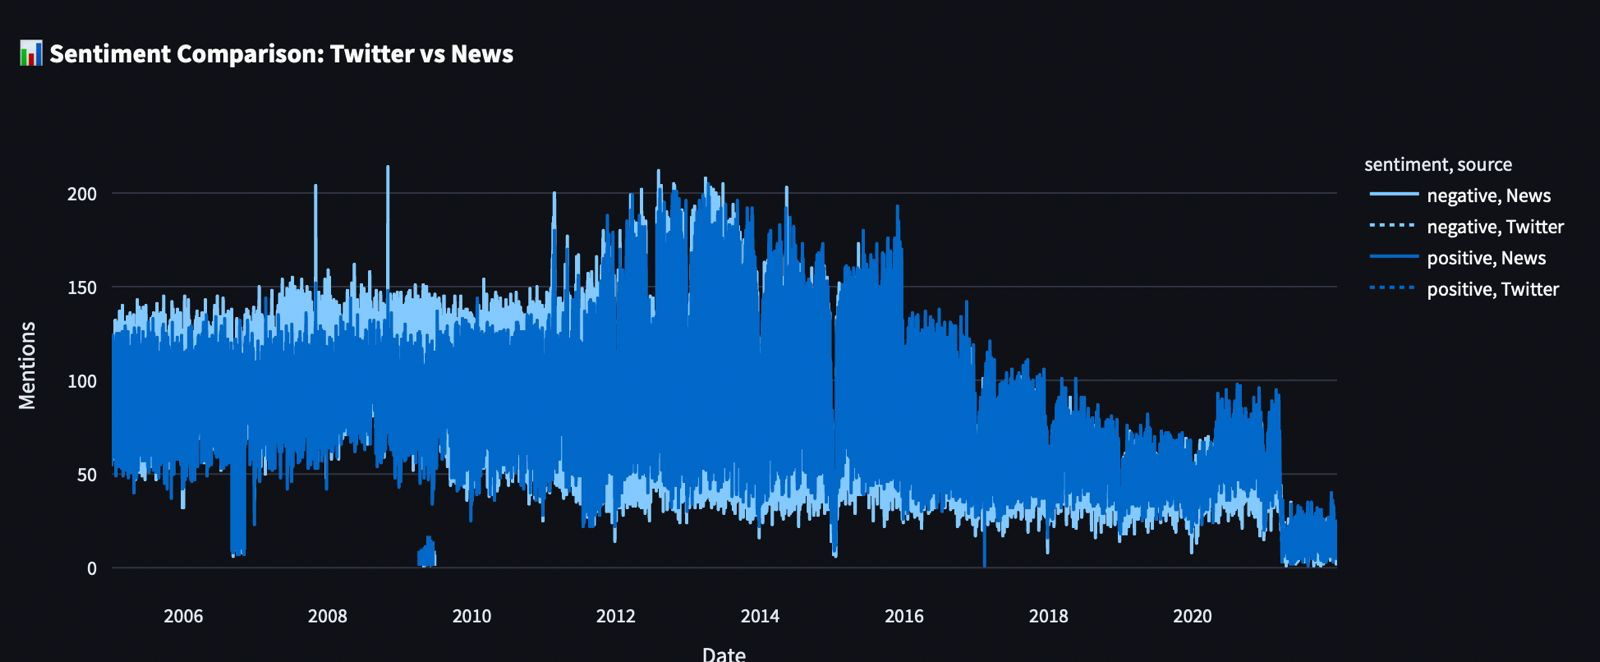 📊 Sentiment Comparison: Twitter vs News
sentiment, source
negative, News
negative, Twitter
positive, News
positive, Twitter
Mentions
200
150
100
50
0
2006 2008 2010 2012 2014 2016 2018 2020
Date